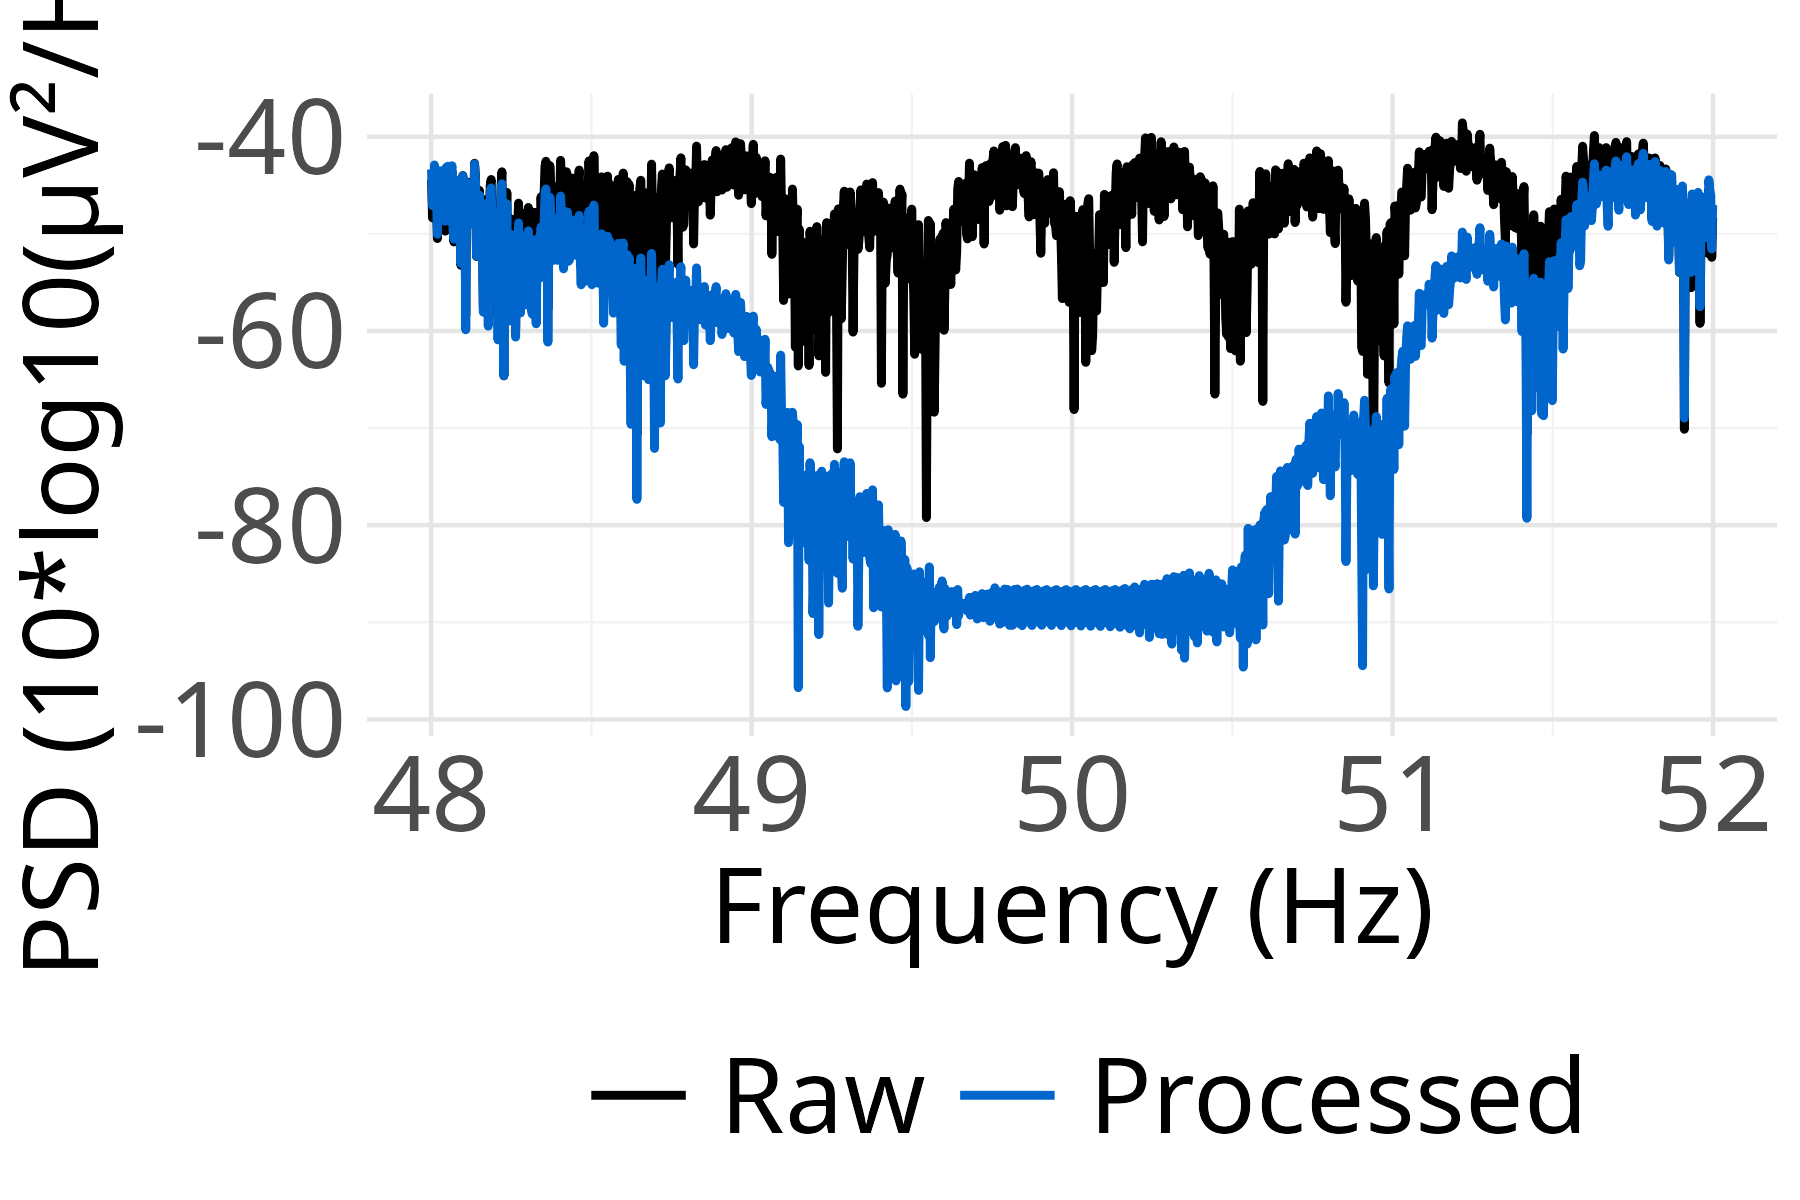 PSD (10*log10(µV²/H
-40
-60
-80
-100
48 49 50 51 52
Frequency (Hz)
Raw Processed